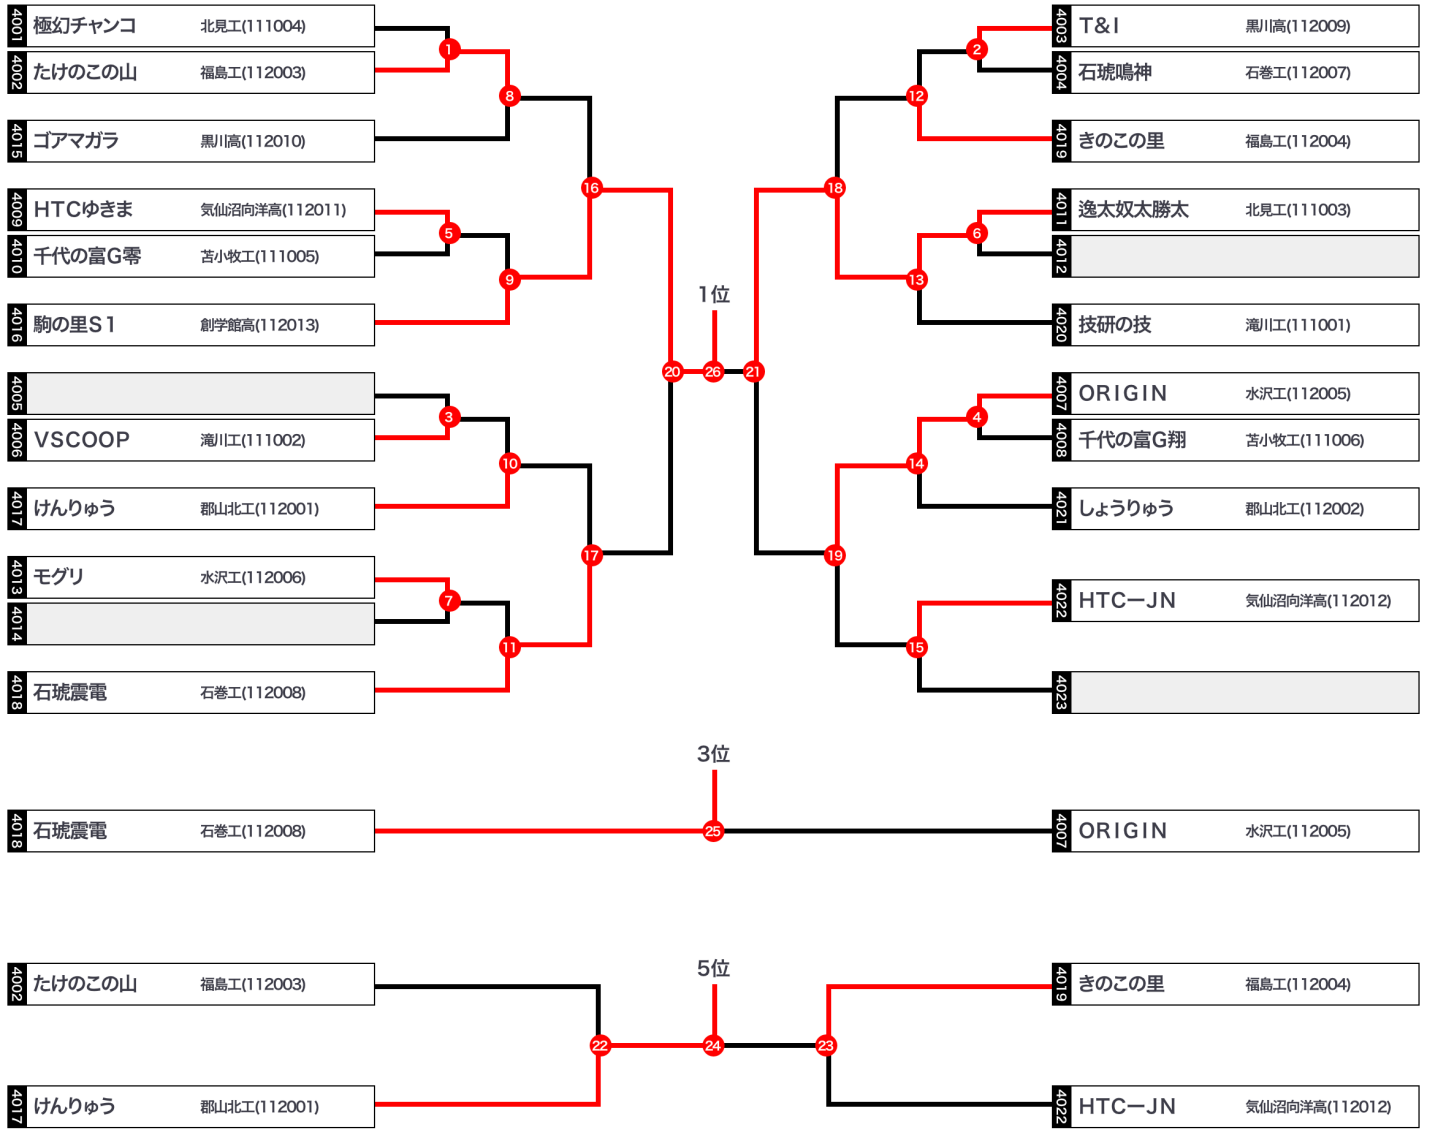 4001 極幻チャンコ 北見工(111004)
4002 たけのこの山 福島工(112003)
4015 ゴアマガラ 黒川高(112010)
4009 HTCゆきま 気仙沼向洋高(112011)
4010 千代の富G零 苫小牧工(111005)
4016 駒の里S1 創学館高(112013)
4005
4006 VSCOOP 滝川工(111002)
4017 けんりゅう 郡山北工(112001)
4013 モグリ 水沢工(112006)
4014
4018 石琥震電 石巻工(112008)
1
8
5
9
16
3
10
7
11
17
1位
20 26 21
4003 T&I 黒川高(112009)
4004 石琥鳴神 石巻工(112007)
4019 きのこの里 福島工(112004)
4011 逸太奴太勝太 北見工(111003)
4012
4020 技研の技 滝川工(111001)
4007 ORIGIN 水沢工(112005)
4008 千代の富G翔 苫小牧工(111006)
4021 しょうりゅう 郡山北工(112002)
4022 HTCーJN 気仙沼向洋高(112012)
4023
2
12
18
6
13
4
14
19
15
3位
4018 石琥震電 石巻工(112008)
25
4007 ORIGIN 水沢工(112005)
5位
4002 たけのこの山 福島工(112003)
4019 きのこの里 福島工(112004)
22 24 23
4017 けんりゅう 郡山北工(112001)
4022 HTCーJN 気仙沼向洋高(112012)